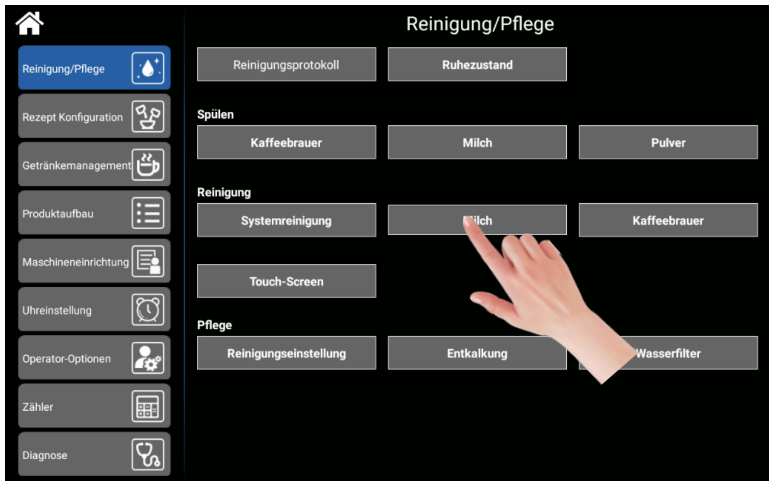 Reinigung/Pflege
Reinigung/Pflege
Rezept Konfiguration
Getränkemanagement
Produktaufbau
Maschineneinrichtung
Uhreinstellung
Operator-Optionen
Zähler
Diagnose
Reinigungsprotokoll
Ruhezustand
Spülen
Kaffeebrauer
Milch
Pulver
Reinigung
Systemreinigung
Milch
Kaffeebrauer
Touch-Screen
Pflege
Reinigungseinstellung
Entkalkung
Wasserfilter